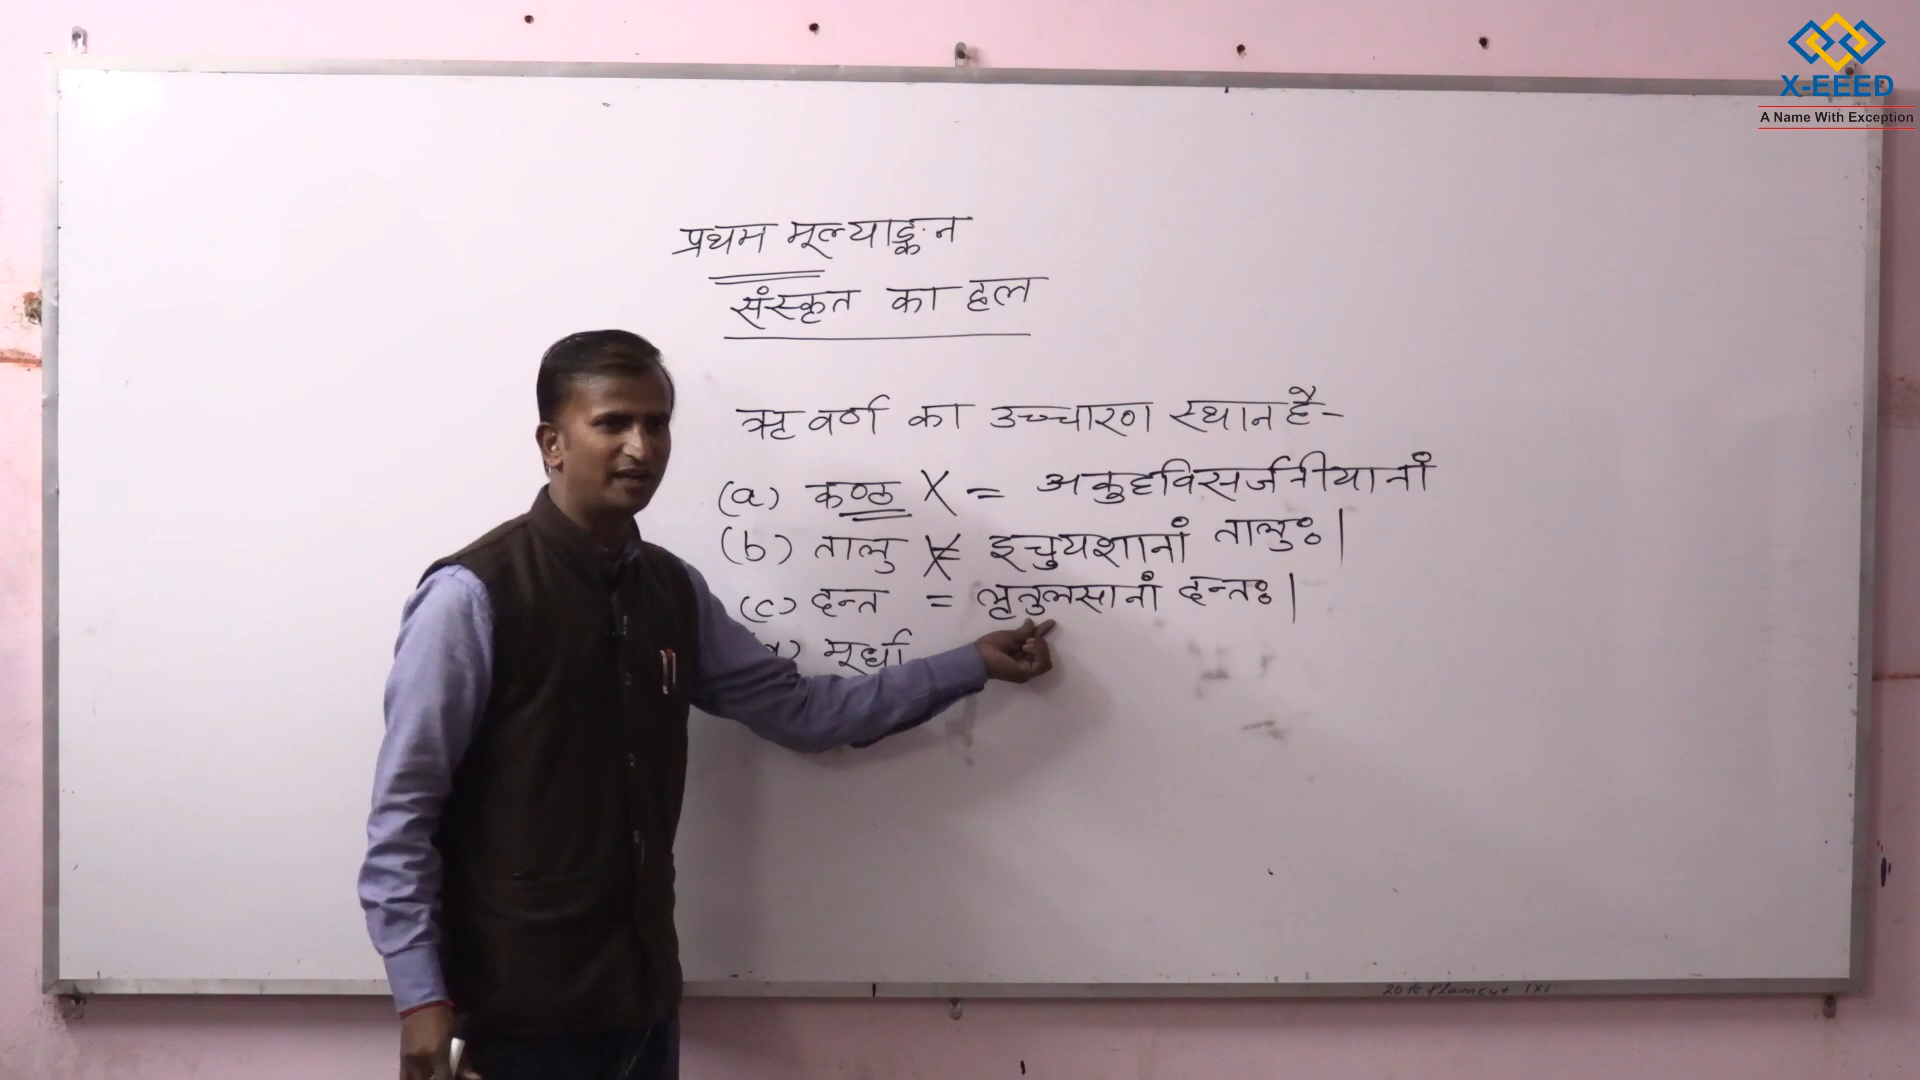 X-EEED
A Name With Exception
प्रथम मूल्याङ्कन
संस्कृत का हल
ऋ वर्ण का उच्चारण स्थान है-
(a) कण्ठ X = अकुहविसर्जनीयानां
(b) तालु X = इचुयशानां तालुः।
(c) दन्त = लृतुलसानां दन्तः।
मूर्धा